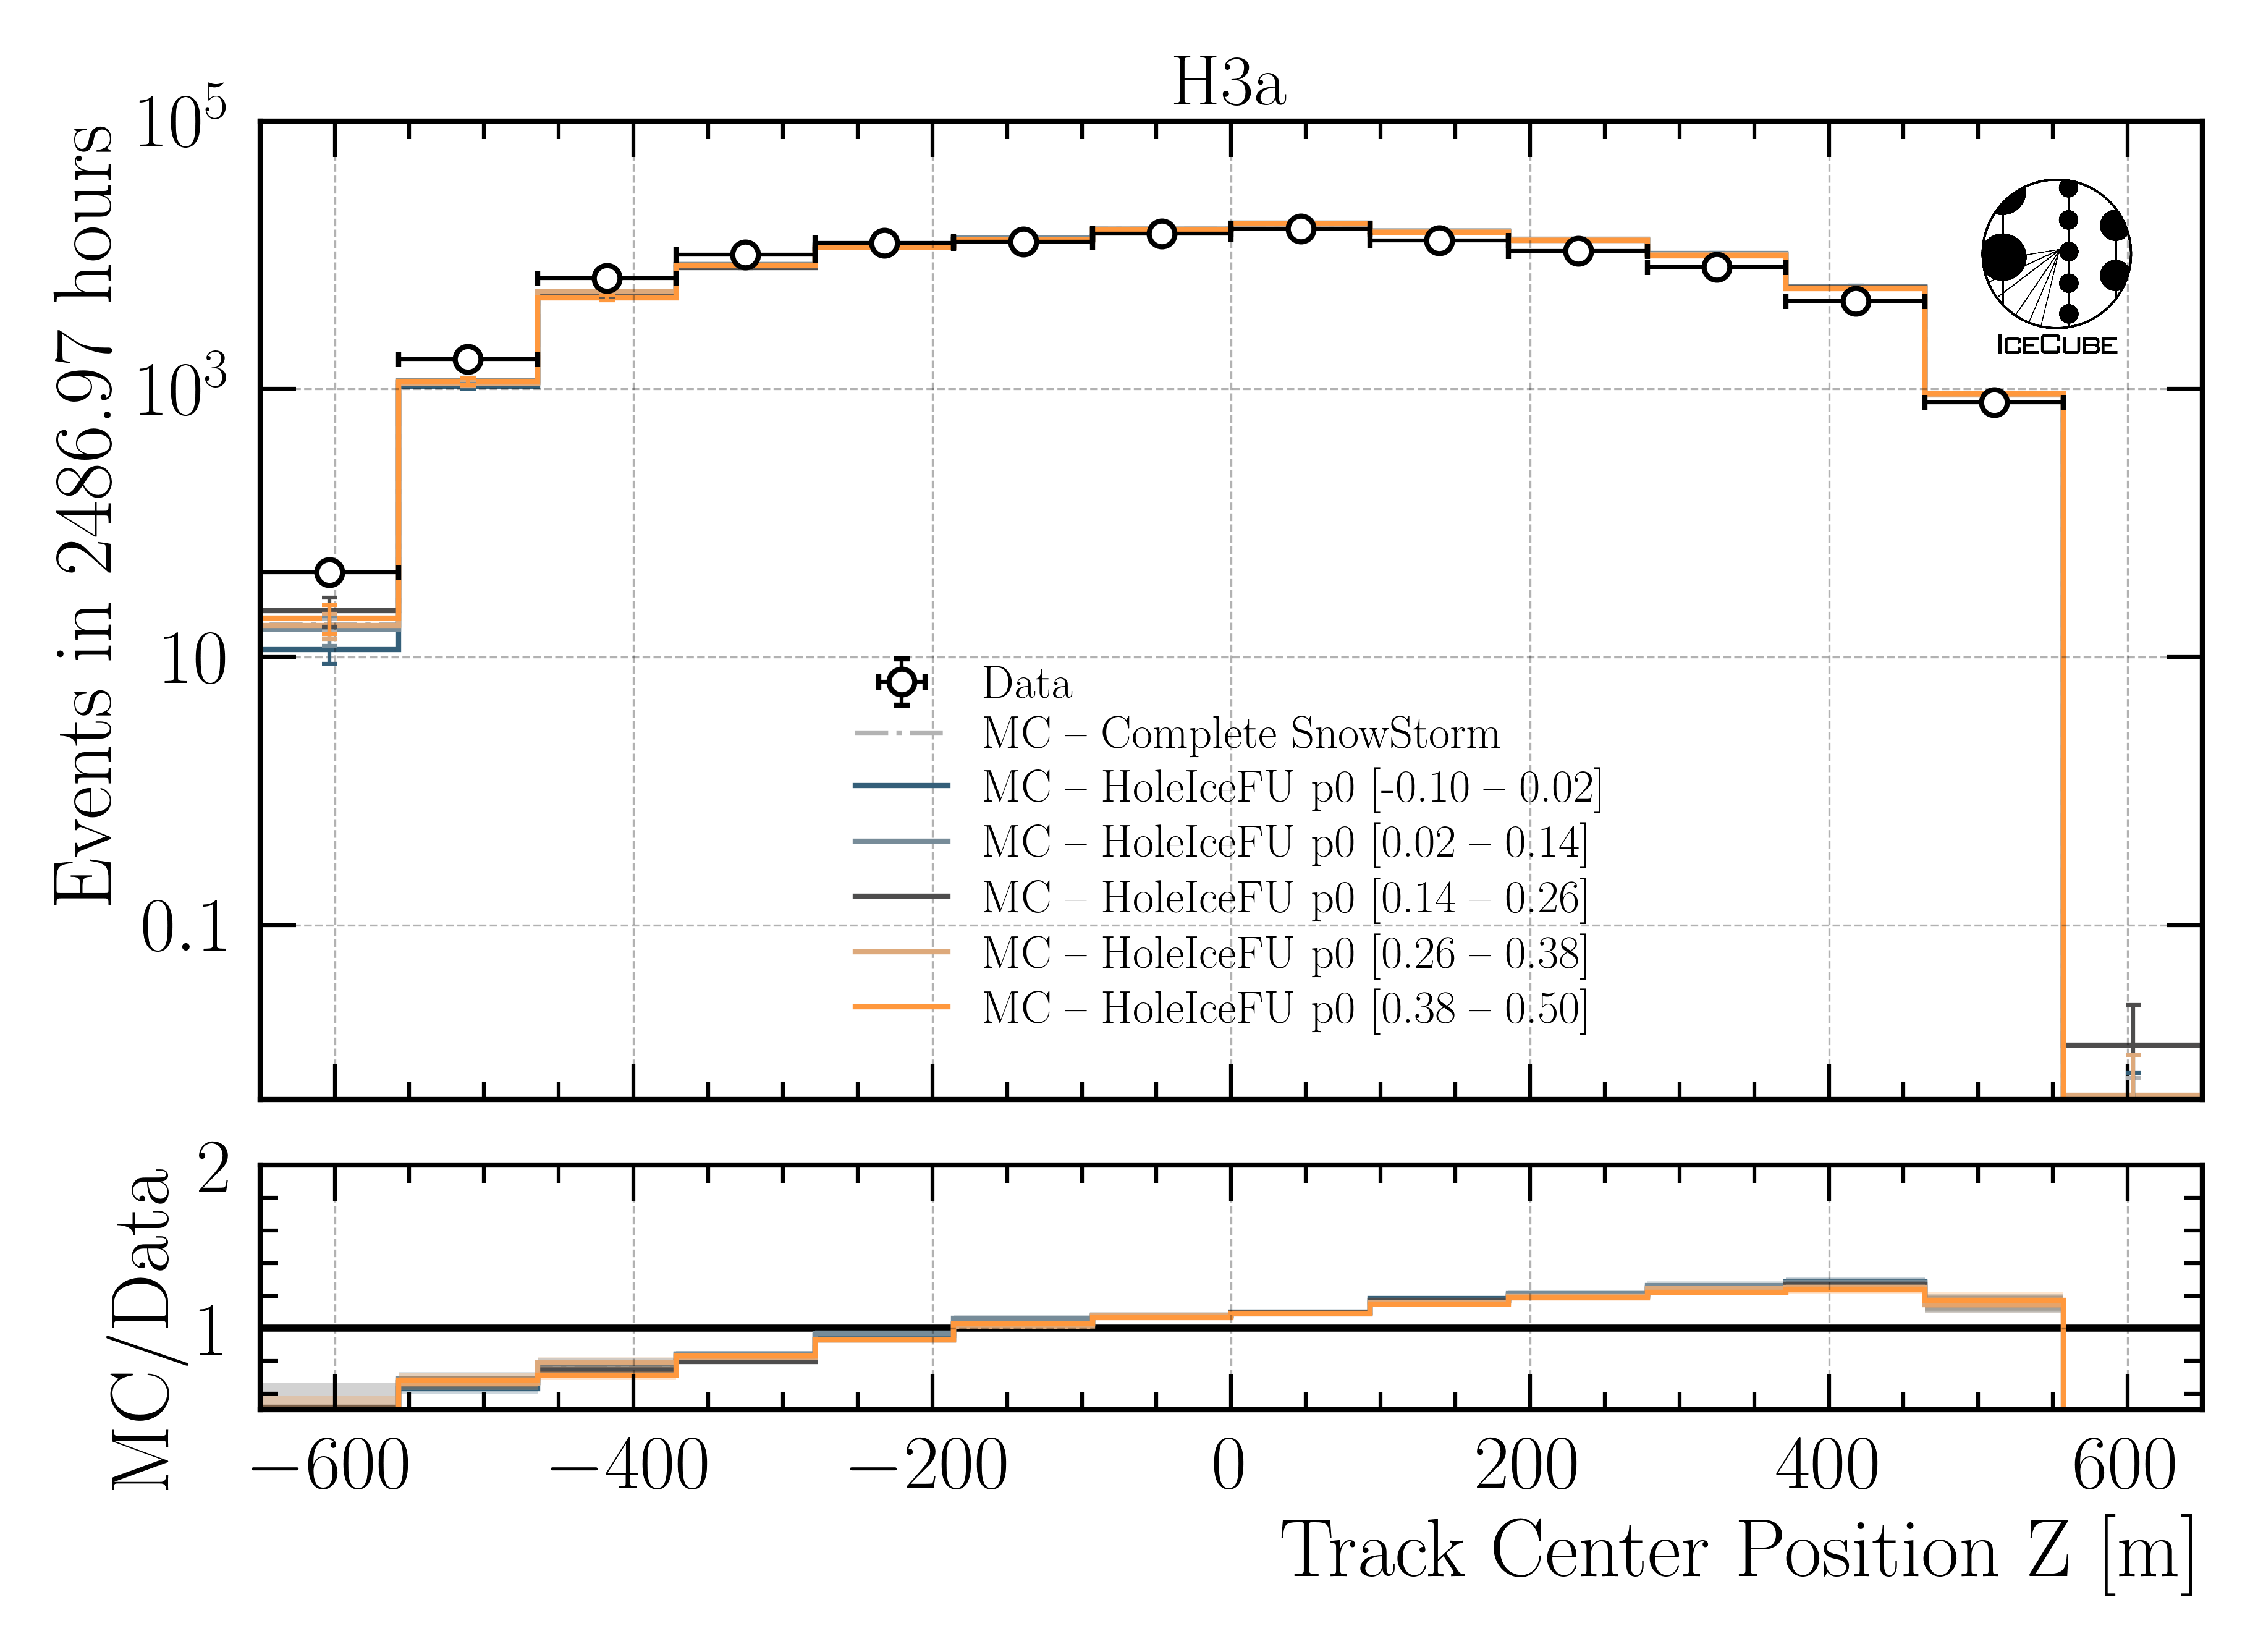 H3a
Events in 2486.97 hours
10^5
10^3
10
0.1
ICECUBE
Data
MC – Complete SnowStorm
MC – HoleIceFU p0 [-0.10 – 0.02]
MC – HoleIceFU p0 [0.02 – 0.14]
MC – HoleIceFU p0 [0.14 – 0.26]
MC – HoleIceFU p0 [0.26 – 0.38]
MC – HoleIceFU p0 [0.38 – 0.50]
MC/Data
2
1
−600 −400 −200 0 200 400 600
Track Center Position Z [m]